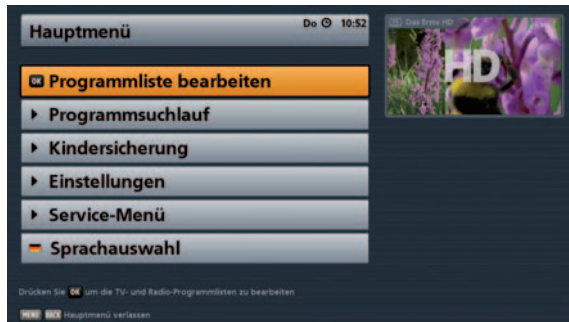 Hauptmenü
Do 10:52
HD Das Erste HD
HD
OK Programmliste bearbeiten
Programmsuchlauf
Kindersicherung
Einstellungen
Service-Menü
Sprachauswahl
Drücken Sie OK um die TV- und Radio-Programmlisten zu bearbeiten
MENU BACK Hauptmenü verlassen